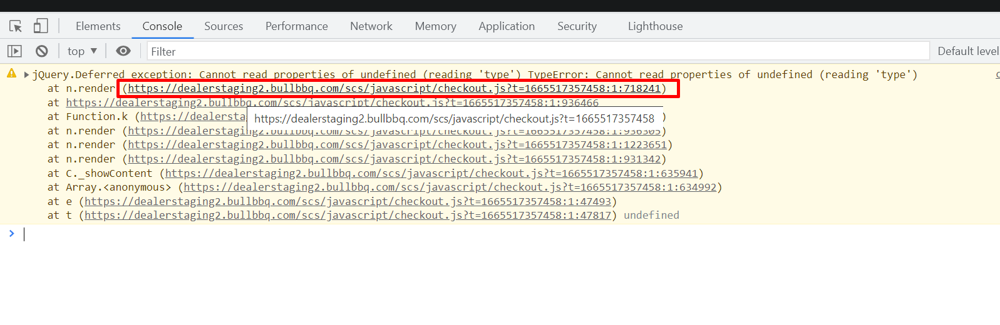 Elements Console Sources Performance Network Memory Application Security Lighthouse
top ▼ Filter Default level
jQuery.Deferred exception: Cannot read properties of undefined (reading 'type') TypeError: Cannot read properties of undefined (reading 'type')
at n.render (https://dealerstaging2.bullbbq.com/scs/javascript/checkout.js?t=1665517357458:1:718241)
at https://dealerstaging2.bullbbq.com/scs/javascript/checkout.js?t=1665517357458:1:936466
at Function.k (https://dealersta )
https://dealerstaging2.bullbbq.com/scs/javascript/checkout.js?t=1665517357458
at n.render (https://dealerstaging2.bullbbq.com/scs/javascript/checkout.js?t=1665517357458:1:936305)
at n.render (https://dealerstaging2.bullbbq.com/scs/javascript/checkout.js?t=1665517357458:1:1223651)
at n.render (https://dealerstaging2.bullbbq.com/scs/javascript/checkout.js?t=1665517357458:1:931342)
at C._showContent (https://dealerstaging2.bullbbq.com/scs/javascript/checkout.js?t=1665517357458:1:635941)
at Array.<anonymous> (https://dealerstaging2.bullbbq.com/scs/javascript/checkout.js?t=1665517357458:1:634992)
at e (https://dealerstaging2.bullbbq.com/scs/javascript/checkout.js?t=1665517357458:1:47493)
at t (https://dealerstaging2.bullbbq.com/scs/javascript/checkout.js?t=1665517357458:1:47817) undefined